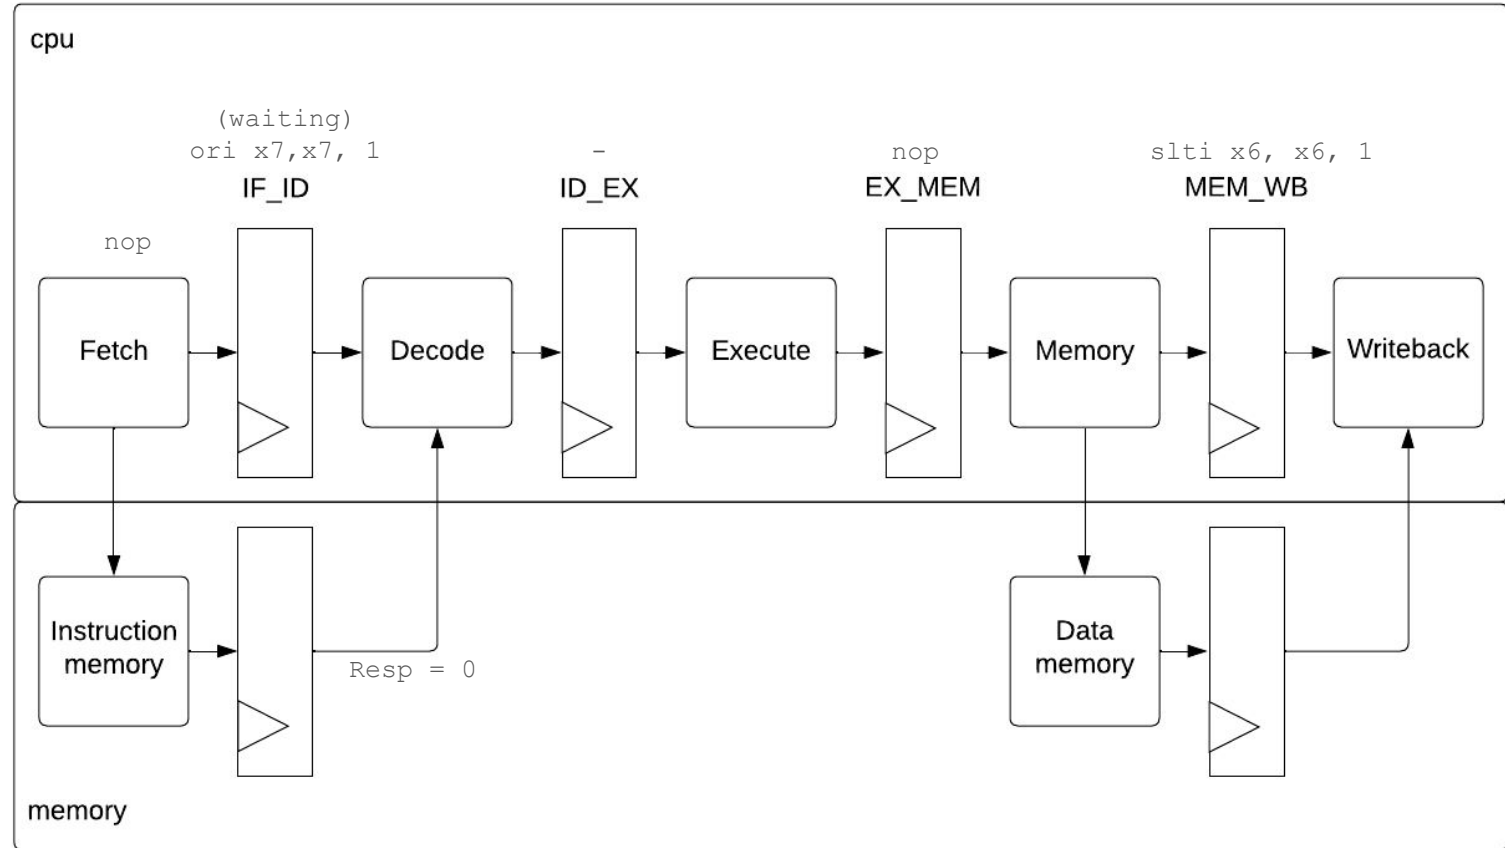 cpu
(waiting)
ori x7,x7, 1
-
nop
slti x6, x6, 1
IF_ID
ID_EX
EX_MEM
MEM_WB
nop
Fetch
Decode
Execute
Memory
Writeback
Instruction
memory
Data
memory
Resp = 0
memory